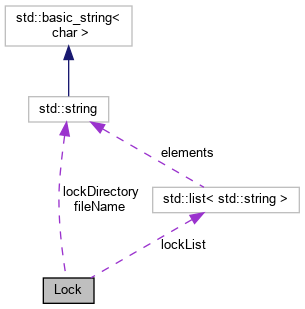 std::basic_string<
char >
std::string
elements
lockDirectory
fileName
std::list< std::string >
lockList
Lock